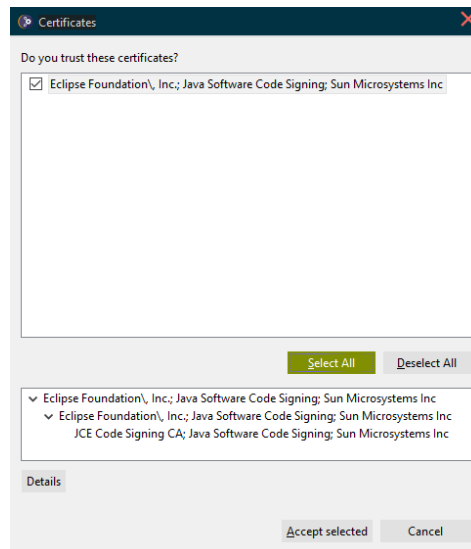 Certificates
Do you trust these certificates?
Eclipse Foundation\, Inc.; Java Software Code Signing; Sun Microsystems Inc
Select All
Deselect All
Eclipse Foundation\, Inc.; Java Software Code Signing; Sun Microsystems Inc
Eclipse Foundation\, Inc.; Java Software Code Signing; Sun Microsystems Inc
JCE Code Signing CA; Java Software Code Signing; Sun Microsystems Inc
Details
Accept selected
Cancel